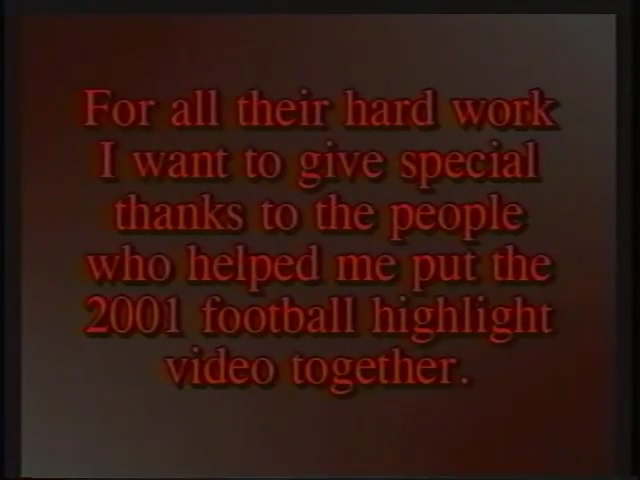 For all their hard work
I want to give special
thanks to the people
who helped me put the
2001 football highlight
video together.